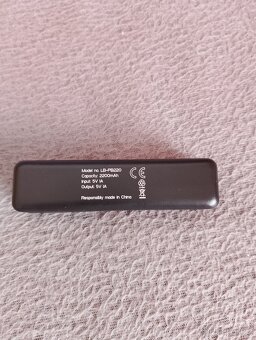 Model no. LB-PB220
Capacity: 2200mAh
Input: 5V 1A
Output: 5V 1A
Responsibly made in China
CE